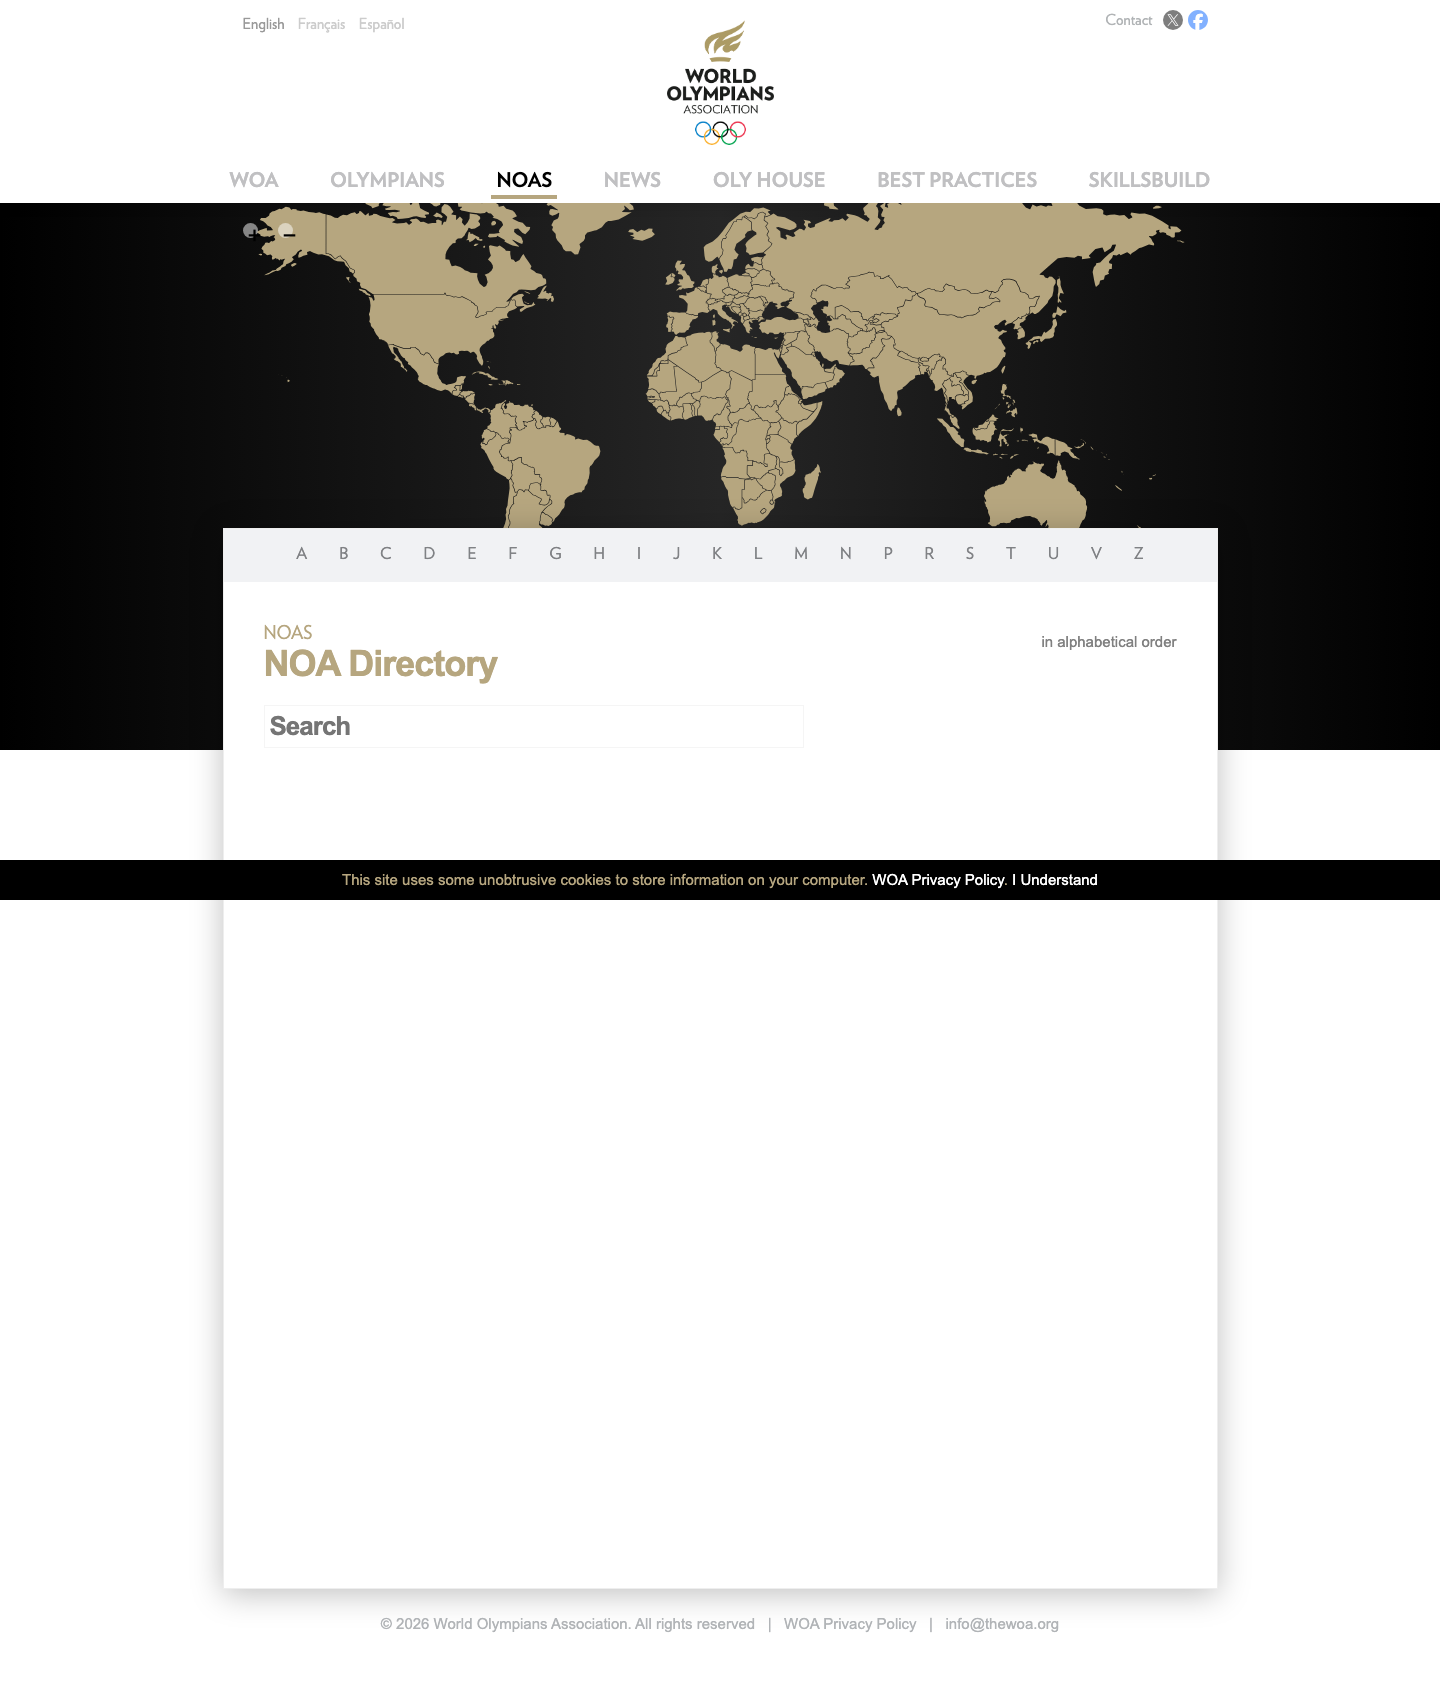 English Français Español
Contact
WORLD
OLYMPIANS
ASSOCIATION
WOA OLYMPIANS NOAS NEWS OLY HOUSE BEST PRACTICES SKILLSBUILD
A B C D E F G H I J K L M N P R S T U V Z
NOAS
in alphabetical order
NOA Directory
Search
This site uses some unobtrusive cookies to store information on your computer. WOA Privacy Policy. I Understand
© 2026 World Olympians Association. All rights reserved | WOA Privacy Policy | info@thewoa.org